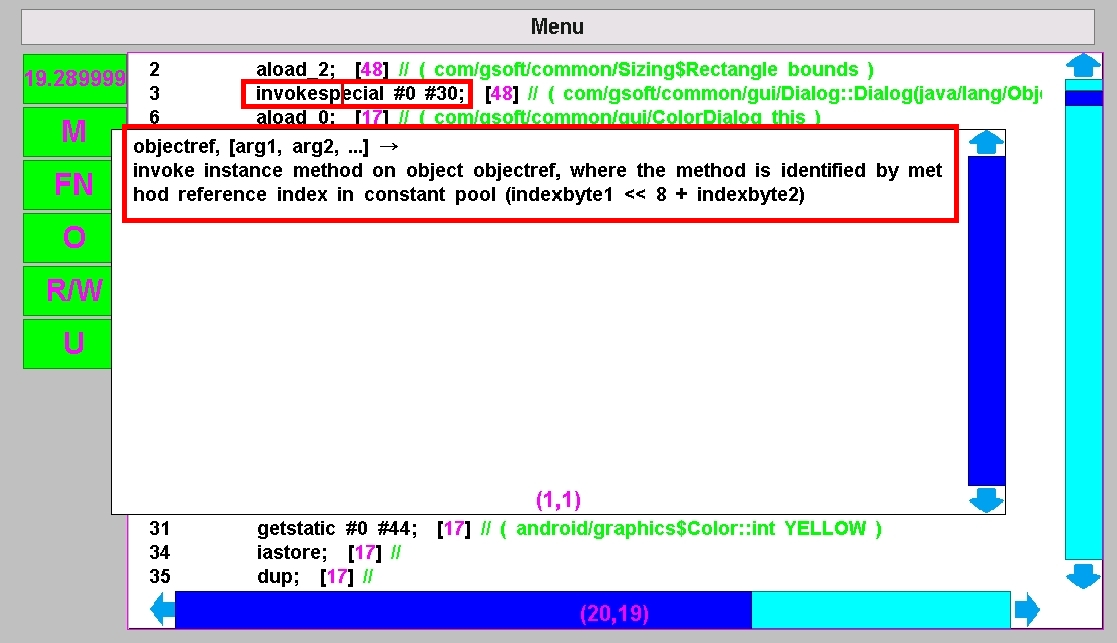 Menu
19.289999
M
FN
O
R/W
U
2 aload_2; [48] // ( com/gsoft/common/Sizing$Rectangle bounds )
3 invokespecial #0 #30; [48] // ( com/gsoft/common/gui/Dialog::Dialog(java/lang/Obj
6 aload_0; [17] // ( com/gsoft/common/gui/ColorDialog this )
objectref, [arg1, arg2, ...] →
invoke instance method on object objectref, where the method is identified by met
hod reference index in constant pool (indexbyte1 << 8 + indexbyte2)
(1,1)
31 getstatic #0 #44; [17] // ( android/graphics$Color::int YELLOW )
34 iastore; [17] //
35 dup; [17] //
(20,19)